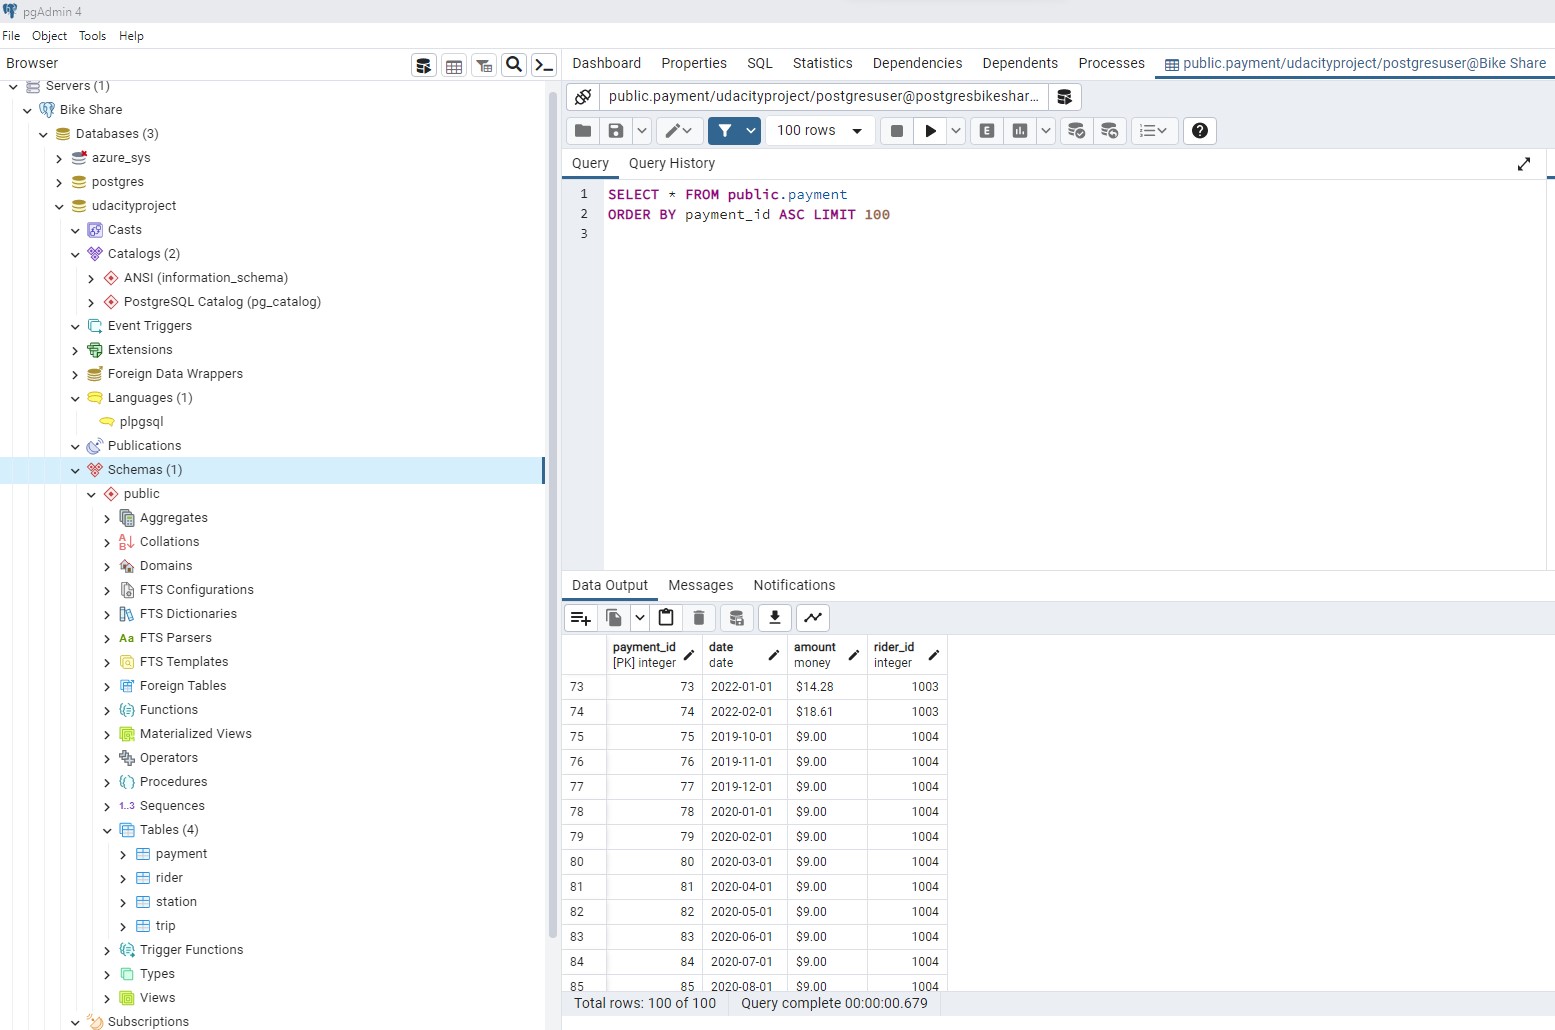 pgAdmin 4
File Object Tools Help
Browser
Servers (1)
Bike Share
Databases (3)
azure_sys
postgres
udacityproject
Casts
Catalogs (2)
ANSI (information_schema)
PostgreSQL Catalog (pg_catalog)
Event Triggers
Extensions
Foreign Data Wrappers
Languages (1)
plpgsql
Publications
Schemas (1)
public
Aggregates
Collations
Domains
FTS Configurations
FTS Dictionaries
Aa FTS Parsers
FTS Templates
Foreign Tables
Functions
Materialized Views
Operators
Procedures
1..3 Sequences
Tables (4)
payment
rider
station
trip
Trigger Functions
Types
Views
Subscriptions
Dashboard Properties SQL Statistics Dependencies Dependents Processes public.payment/udacityproject/postgresuser@Bike Share
public.payment/udacityproject/postgresuser@postgresbikeshar...
100 rows
E
Query Query History
1 SELECT * FROM public.payment
2 ORDER BY payment_id ASC LIMIT 100
3
Data Output Messages Notifications
payment_id date amount rider_id
[PK] integer date money integer
73 73 2022-01-01 $14.28 1003
74 74 2022-02-01 $18.61 1003
75 75 2019-10-01 $9.00 1004
76 76 2019-11-01 $9.00 1004
77 77 2019-12-01 $9.00 1004
78 78 2020-01-01 $9.00 1004
79 79 2020-02-01 $9.00 1004
80 80 2020-03-01 $9.00 1004
81 81 2020-04-01 $9.00 1004
82 82 2020-05-01 $9.00 1004
83 83 2020-06-01 $9.00 1004
84 84 2020-07-01 $9.00 1004
85 85 2020-08-01 $9.00 1004
Total rows: 100 of 100 Query complete 00:00:00.679